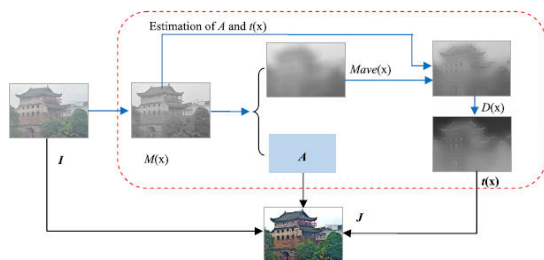 Estimation of A and t(x)
Mave(x)
D(x)
I
M(x)
A
t(x)
J